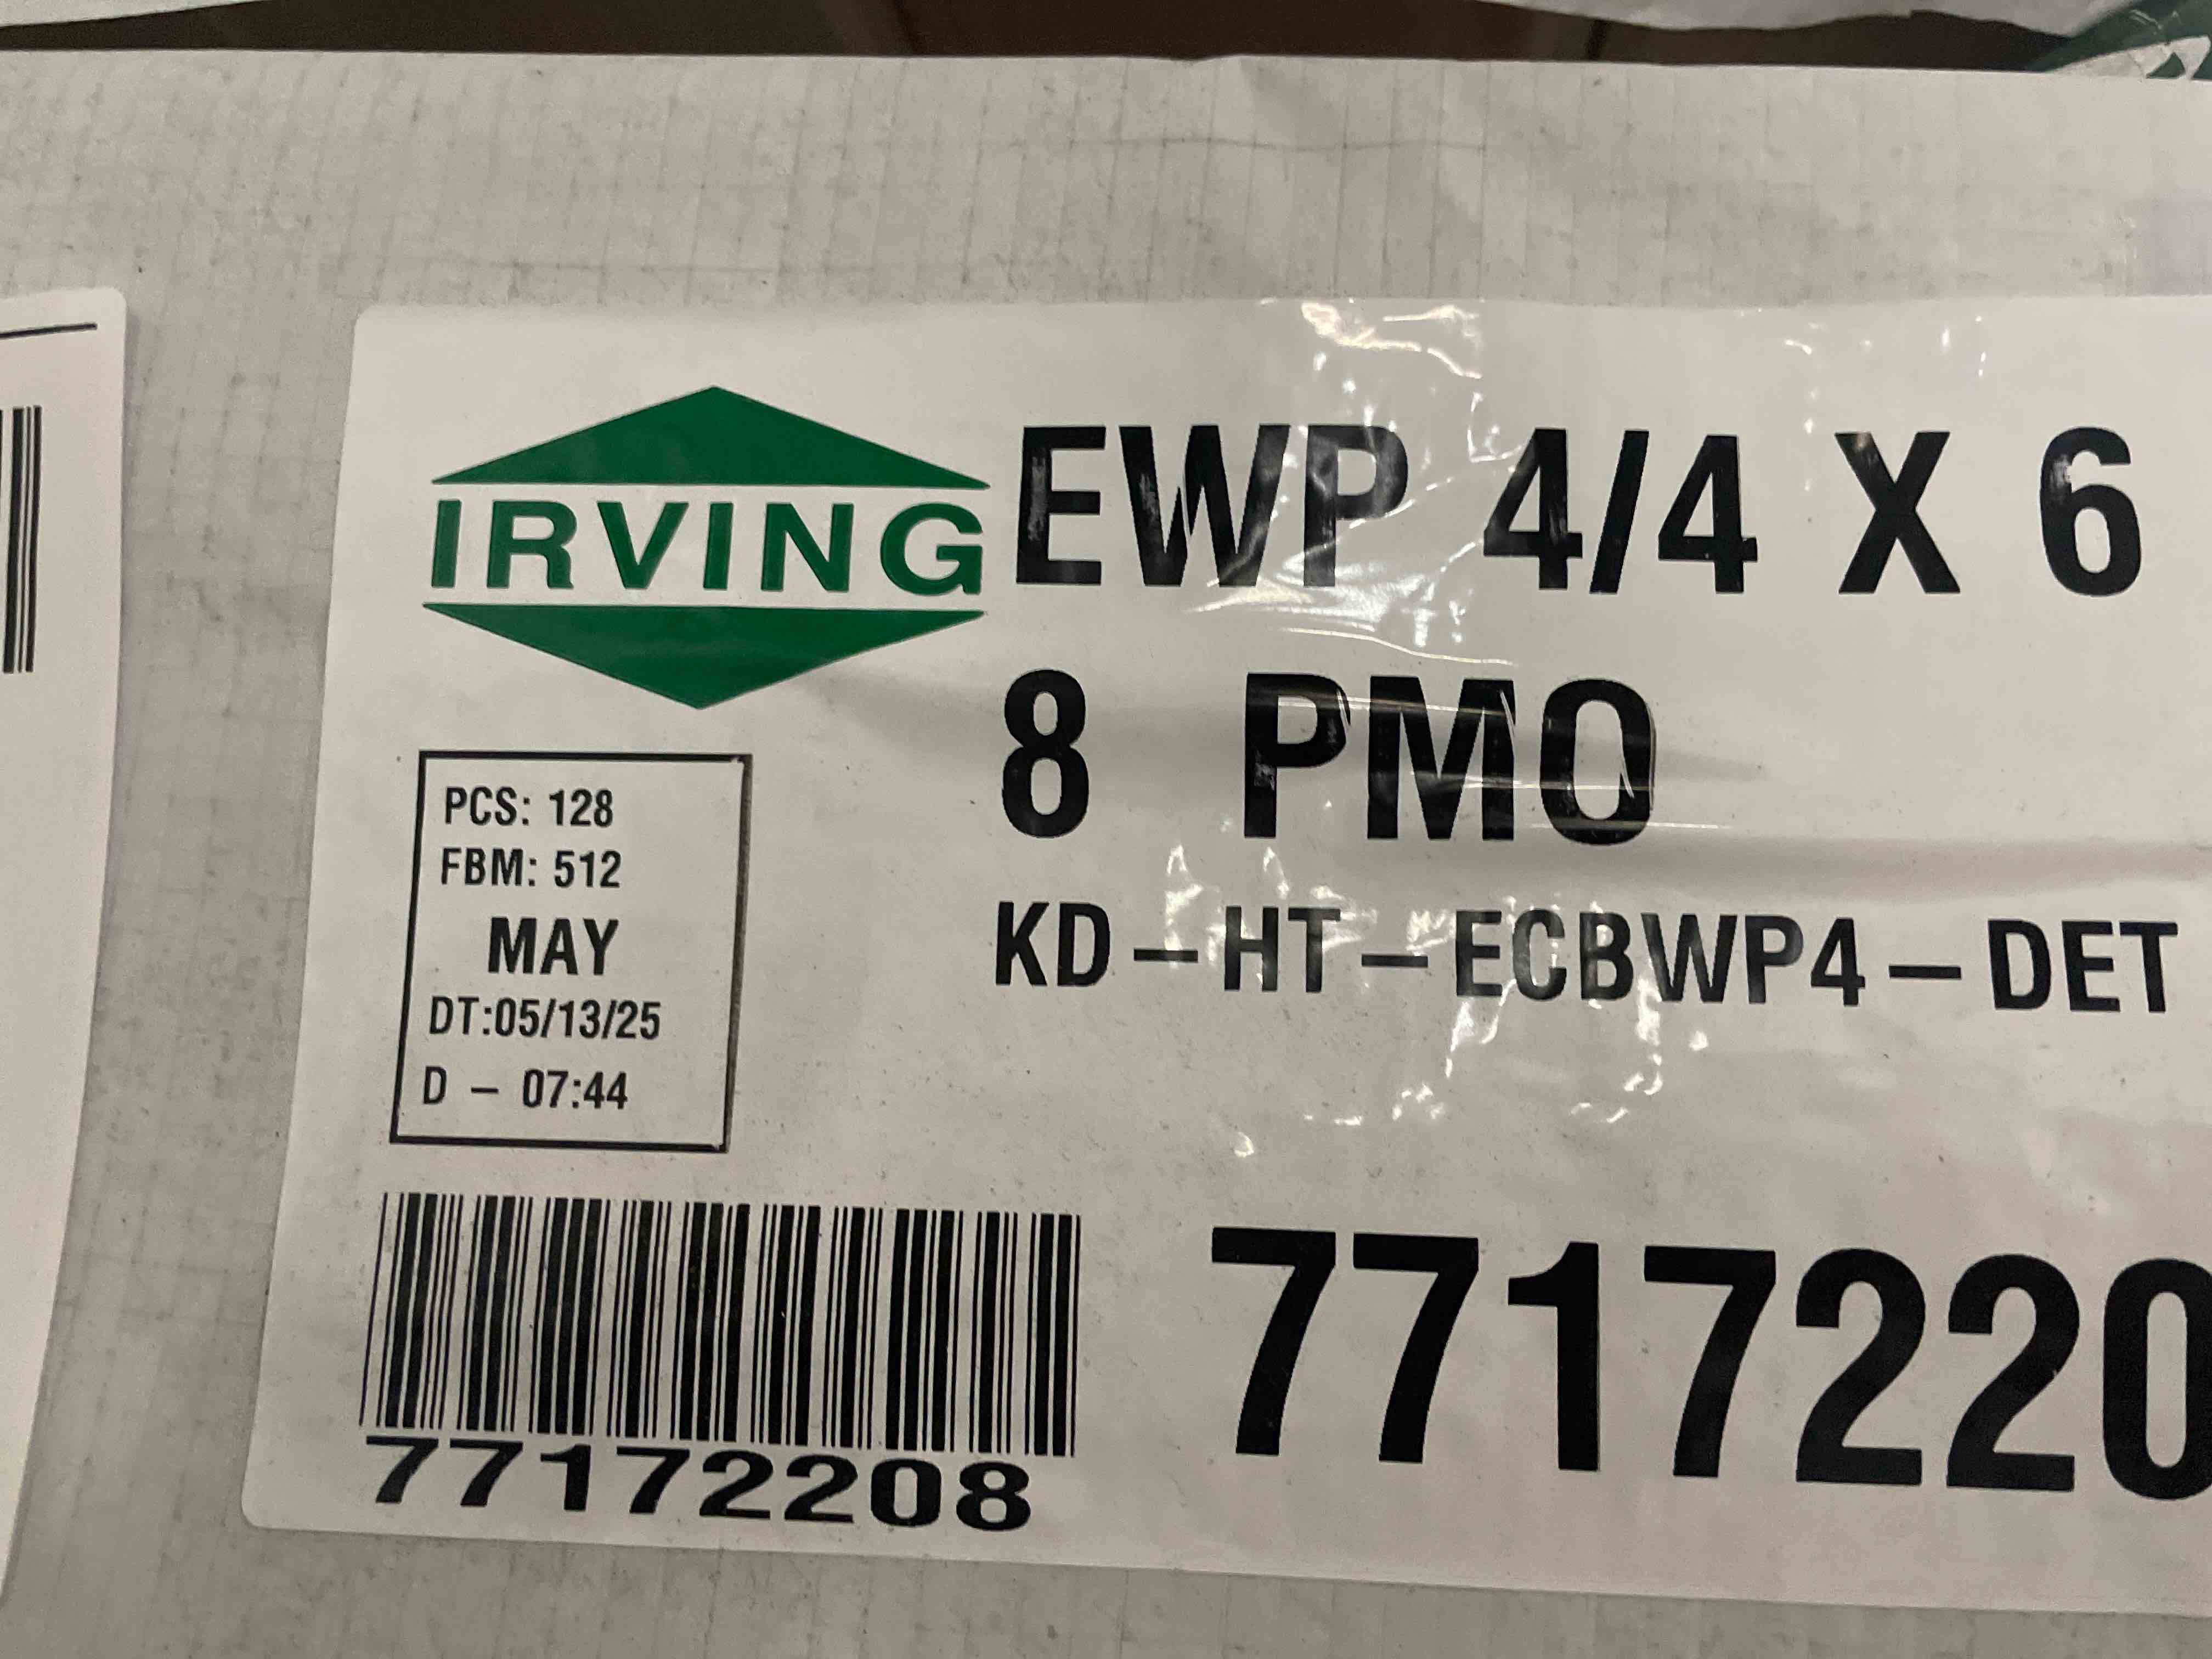 IRVING
EWP 4/4 X 6
8 PMO
KD-HT-ECBWP4-DET
PCS: 128
FBM: 512
MAY
DT:05/13/25
D - 07:44
77172208
7717220